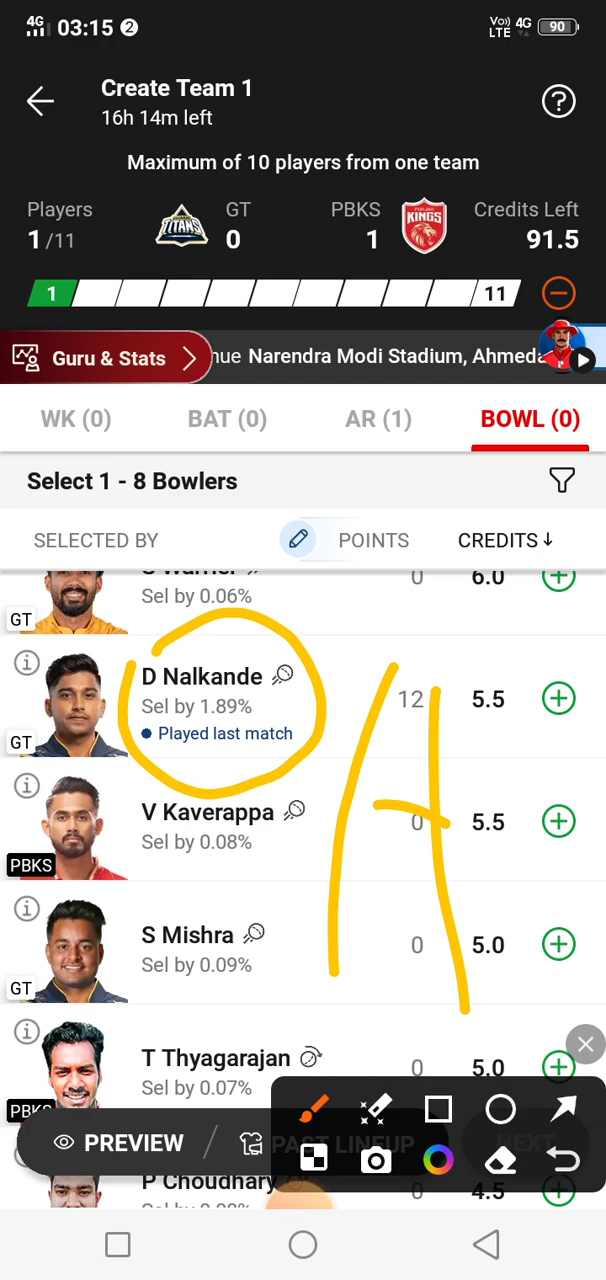 4G 03:15 2 Vo)) LTE 4G 90
Create Team 1
16h 14m left
?
Maximum of 10 players from one team
Players GT PBKS Credits Left
1/11 TITANS 0 1 PUNJAB KINGS 91.5
1 11
Guru & Stats nue Narendra Modi Stadium, Ahmeda
WK (0) BAT (0) AR (1) BOWL (0)
Select 1 - 8 Bowlers
SELECTED BY POINTS CREDITS ↓
0 6.0
Sel by 0.06%
GT
D Nalkande
Sel by 1.89% 12 5.5
Played last match
GT
V Kaverappa
0 5.5
Sel by 0.08%
PBKS
S Mishra
0 5.0
Sel by 0.09%
GT
H
T Thyagarajan
0 5.0
Sel by 0.07%
PBKS
PREVIEW / PAST LINEUP NEXT
P Choudhary
0 4.5